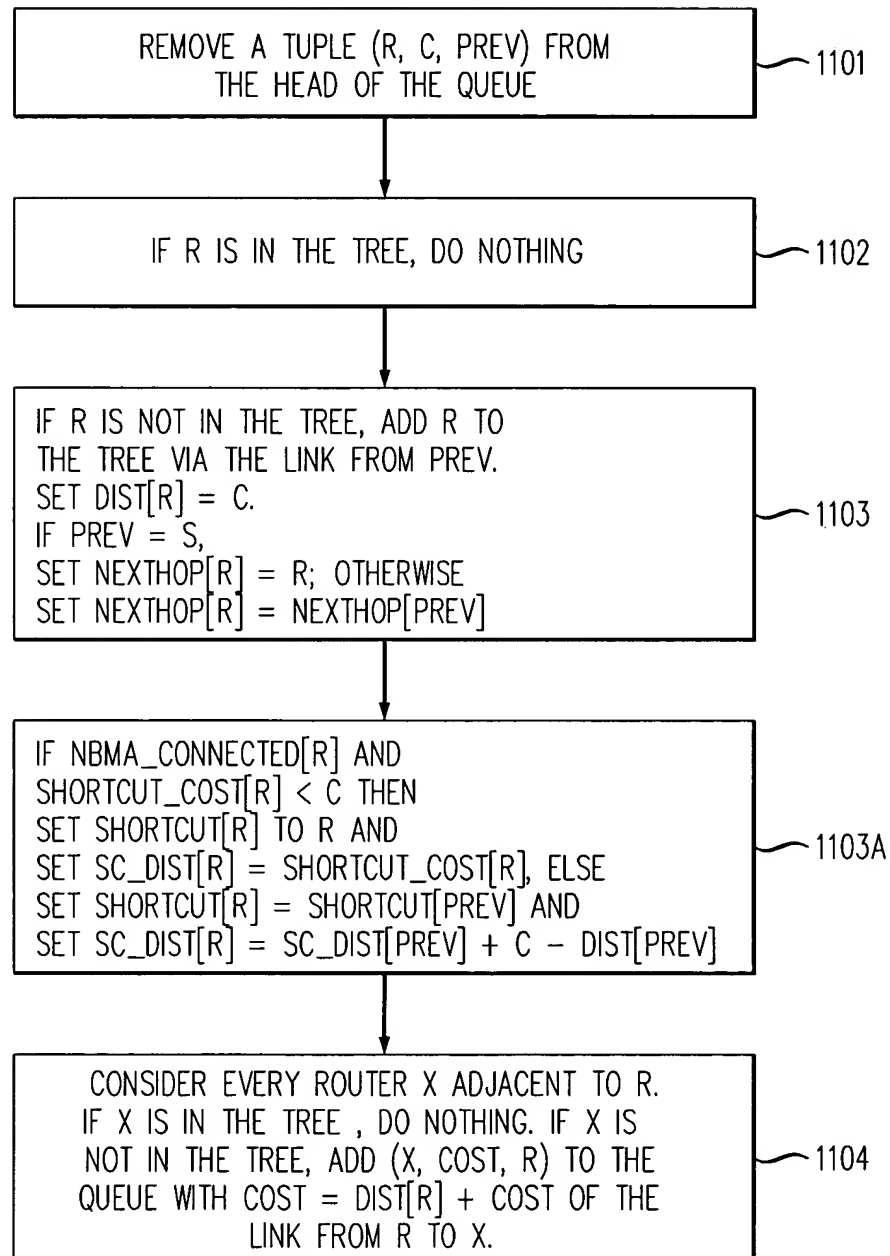 REMOVE A TUPLE (R, C, PREV) FROM
THE HEAD OF THE QUEUE
1101
IF R IS IN THE TREE, DO NOTHING
1102
IF R IS NOT IN THE TREE, ADD R TO
THE TREE VIA THE LINK FROM PREV.
SET DIST[R] = C.
IF PREV = S,
SET NEXTHOP[R] = R; OTHERWISE
SET NEXTHOP[R] = NEXTHOP[PREV]
1103
IF NBMA_CONNECTED[R] AND
SHORTCUT_COST[R] < C THEN
SET SHORTCUT[R] TO R AND
SET SC_DIST[R] = SHORTCUT_COST[R], ELSE
SET SHORTCUT[R] = SHORTCUT[PREV] AND
SET SC_DIST[R] = SC_DIST[PREV] + C - DIST[PREV]
1103A
CONSIDER EVERY ROUTER X ADJACENT TO R.
IF X IS IN THE TREE , DO NOTHING. IF X IS
NOT IN THE TREE, ADD (X, COST, R) TO THE
QUEUE WITH COST = DIST[R] + COST OF THE
LINK FROM R TO X.
1104